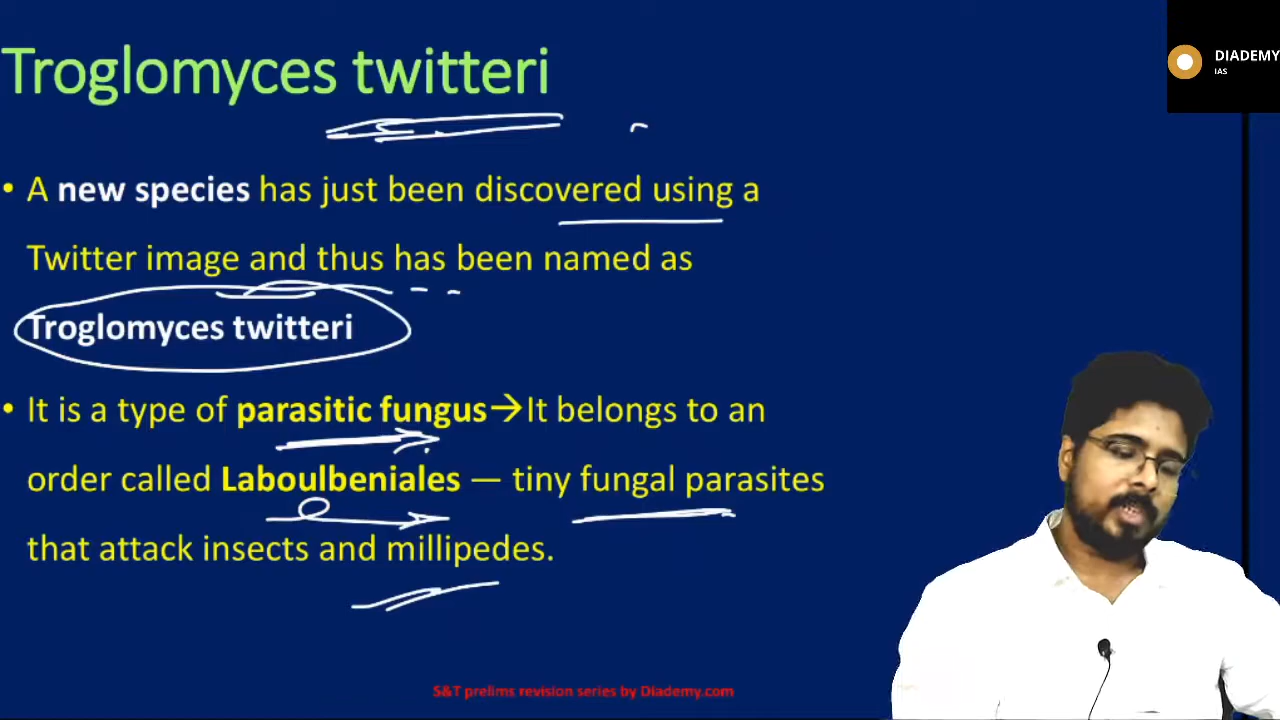 Troglomyces twitteri
DIADEMY
IAS
• A new species has just been discovered using a
Twitter image and thus has been named as
Troglomyces twitteri
• It is a type of parasitic fungus→It belongs to an
order called Laboulbeniales — tiny fungal parasites
that attack insects and millipedes.
S&T prelims revision series by Diademy.com